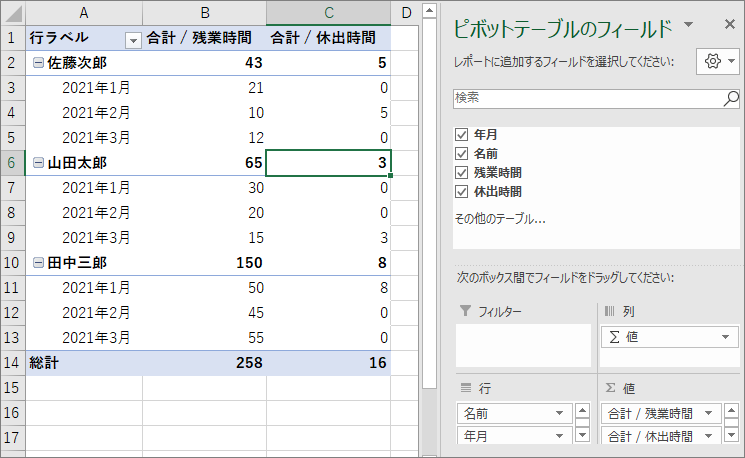 A B C D
1 行ラベル 合計 / 残業時間 合計 / 休出時間
2 佐藤次郎 43 5
3 2021年1月 21 0
4 2021年2月 10 5
5 2021年3月 12 0
6 山田太郎 65 3
7 2021年1月 30 0
8 2021年2月 20 0
9 2021年3月 15 3
10 田中三郎 150 8
11 2021年1月 50 8
12 2021年2月 45 0
13 2021年3月 55 0
14 総計 258 16
15
16
17
ピボットテーブルのフィールド
レポートに追加するフィールドを選択してください:
検索
年月
名前
残業時間
休出時間
その他のテーブル...
次のボックス間でフィールドをドラッグしてください:
フィルター
列
Σ 値
行
名前
年月
Σ 値
合計 / 残業時間
合計 / 休出時間